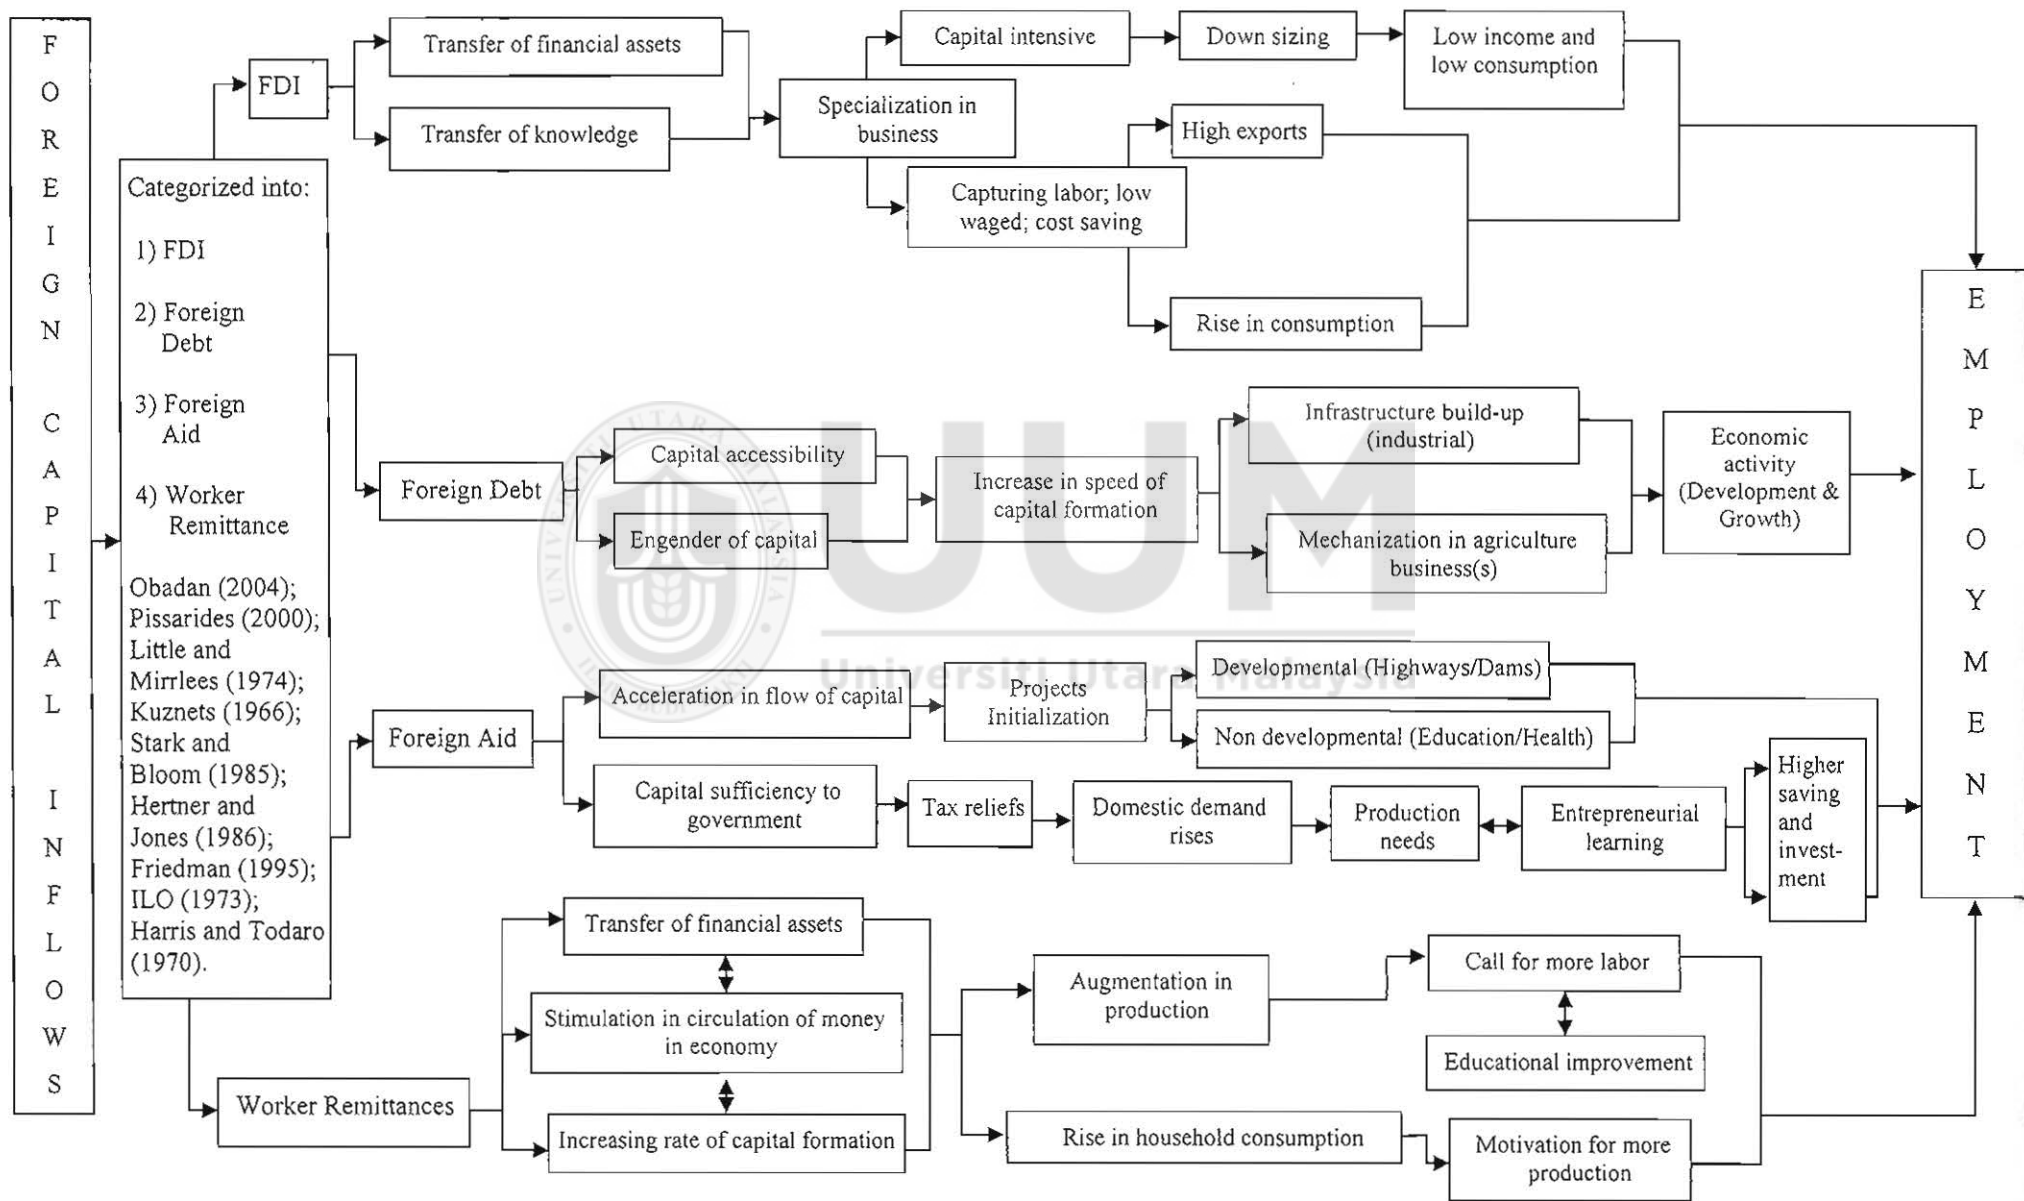 FOREIGN CAPITAL INFLOWS
Categorized into:
1) FDI
2) Foreign
Debt
3) Foreign
Aid
4) Worker
Remittance
Obadan (2004);
Pissarides (2000);
Little and
Mirrlees (1974);
Kuznets (1966);
Stark and
Bloom (1985);
Hertner and
Jones (1986);
Friedman (1995);
ILO (1973);
Harris and Todaro
(1970).
FDI
Transfer of financial assets
Transfer of knowledge
Specialization in
business
Capital intensive
Down sizing
Low income and
low consumption
Capturing labor; low
waged; cost saving
High exports
Rise in consumption
Foreign Debt
Capital accessibility
Engender of capital
Increase in speed of
capital formation
Infrastructure build-up
(industrial)
Mechanization in agriculture
business(s)
Economic
activity
(Development &
Growth)
Foreign Aid
Acceleration in flow of capital
Projects
Initialization
Developmental (Highways/Dams)
Non developmental (Education/Health)
Capital sufficiency to
government
Tax reliefs
Domestic demand
rises
Production
needs
Entrepreneurial
learning
Higher
saving
and
invest-
ment
Worker Remittances
Transfer of financial assets
Stimulation in circulation of money
in economy
Increasing rate of capital formation
Augmentation in
production
Call for more labor
Educational improvement
Rise in household consumption
Motivation for more
production
EMPLOYMENT
UUM
Universiti Utara Malaysia
UNIVERSITI UTARA MALAYSIA